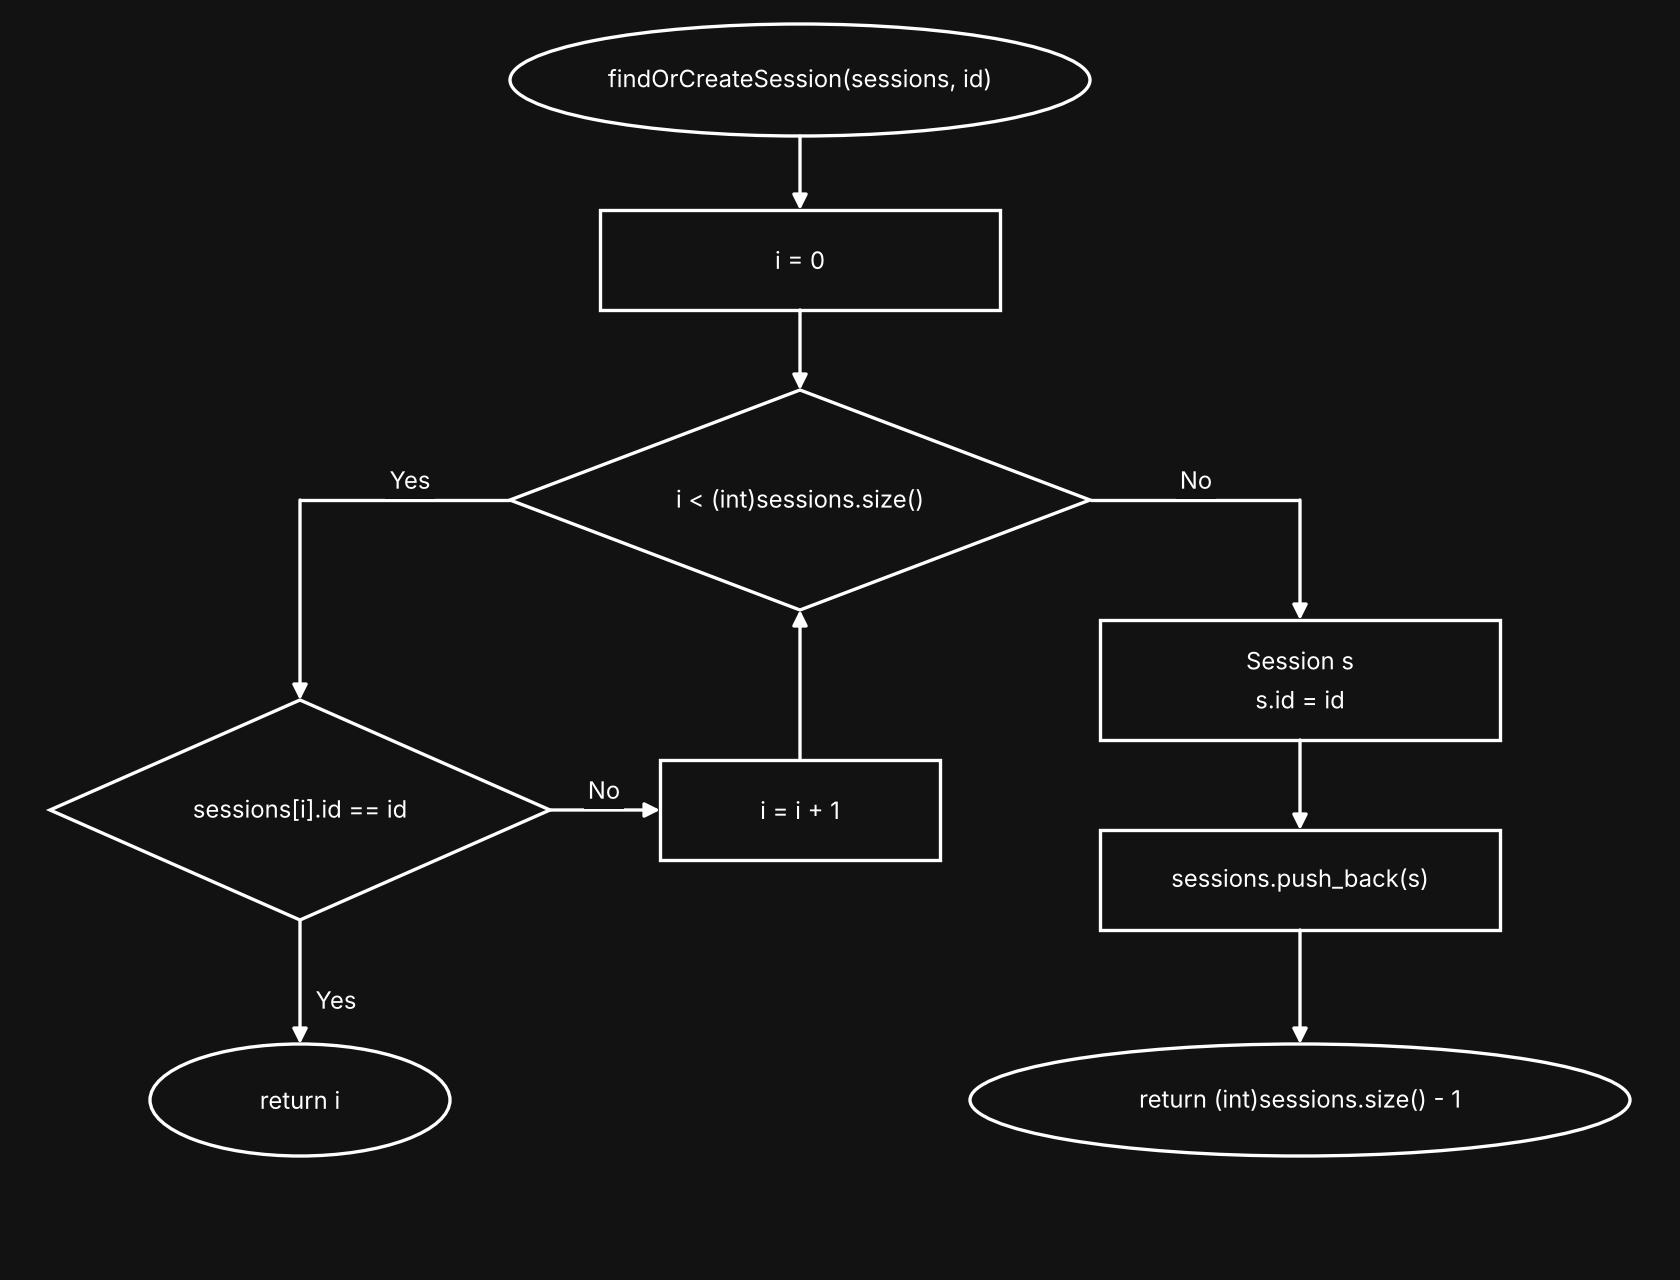 findOrCreateSession(sessions, id)
i = 0
i < (int)sessions.size()
Yes
No
Session s
s.id = id
sessions[i].id == id
No
i = i + 1
sessions.push_back(s)
Yes
return i
return (int)sessions.size() - 1